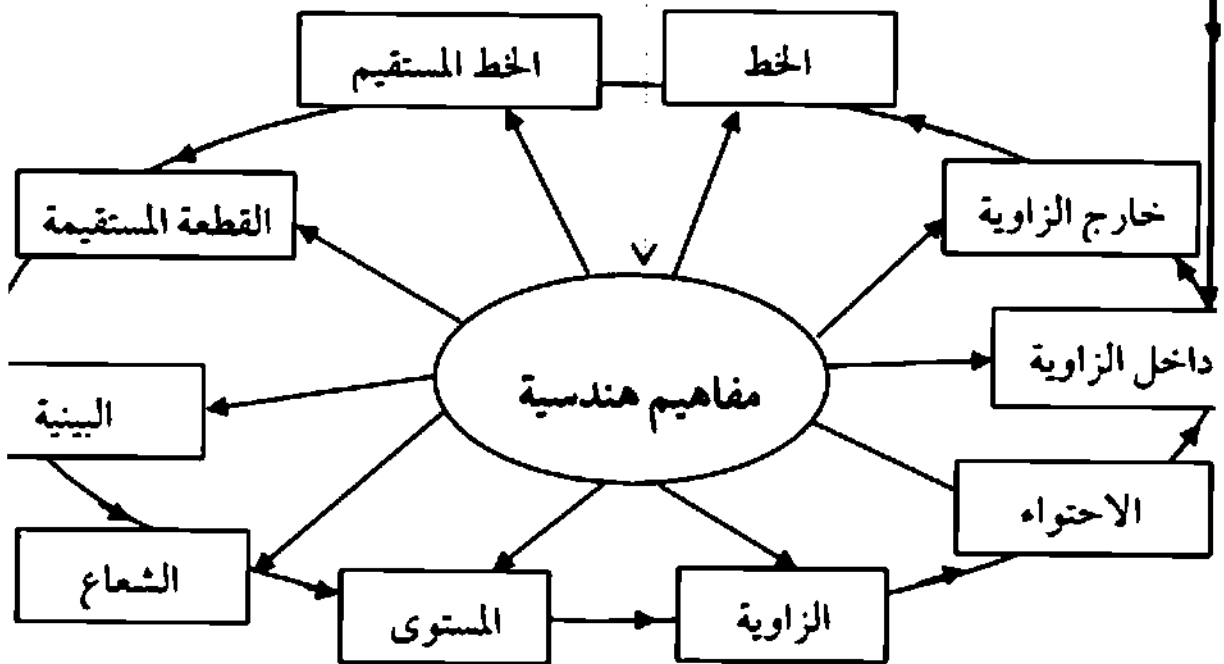 الخط
الخط المستقيم
خارج الزاوية
القطعة المستقيمة
داخل الزاوية
مفاهيم هندسية
البينية
الاحتواء
الشعاع
الزاوية
المستوى